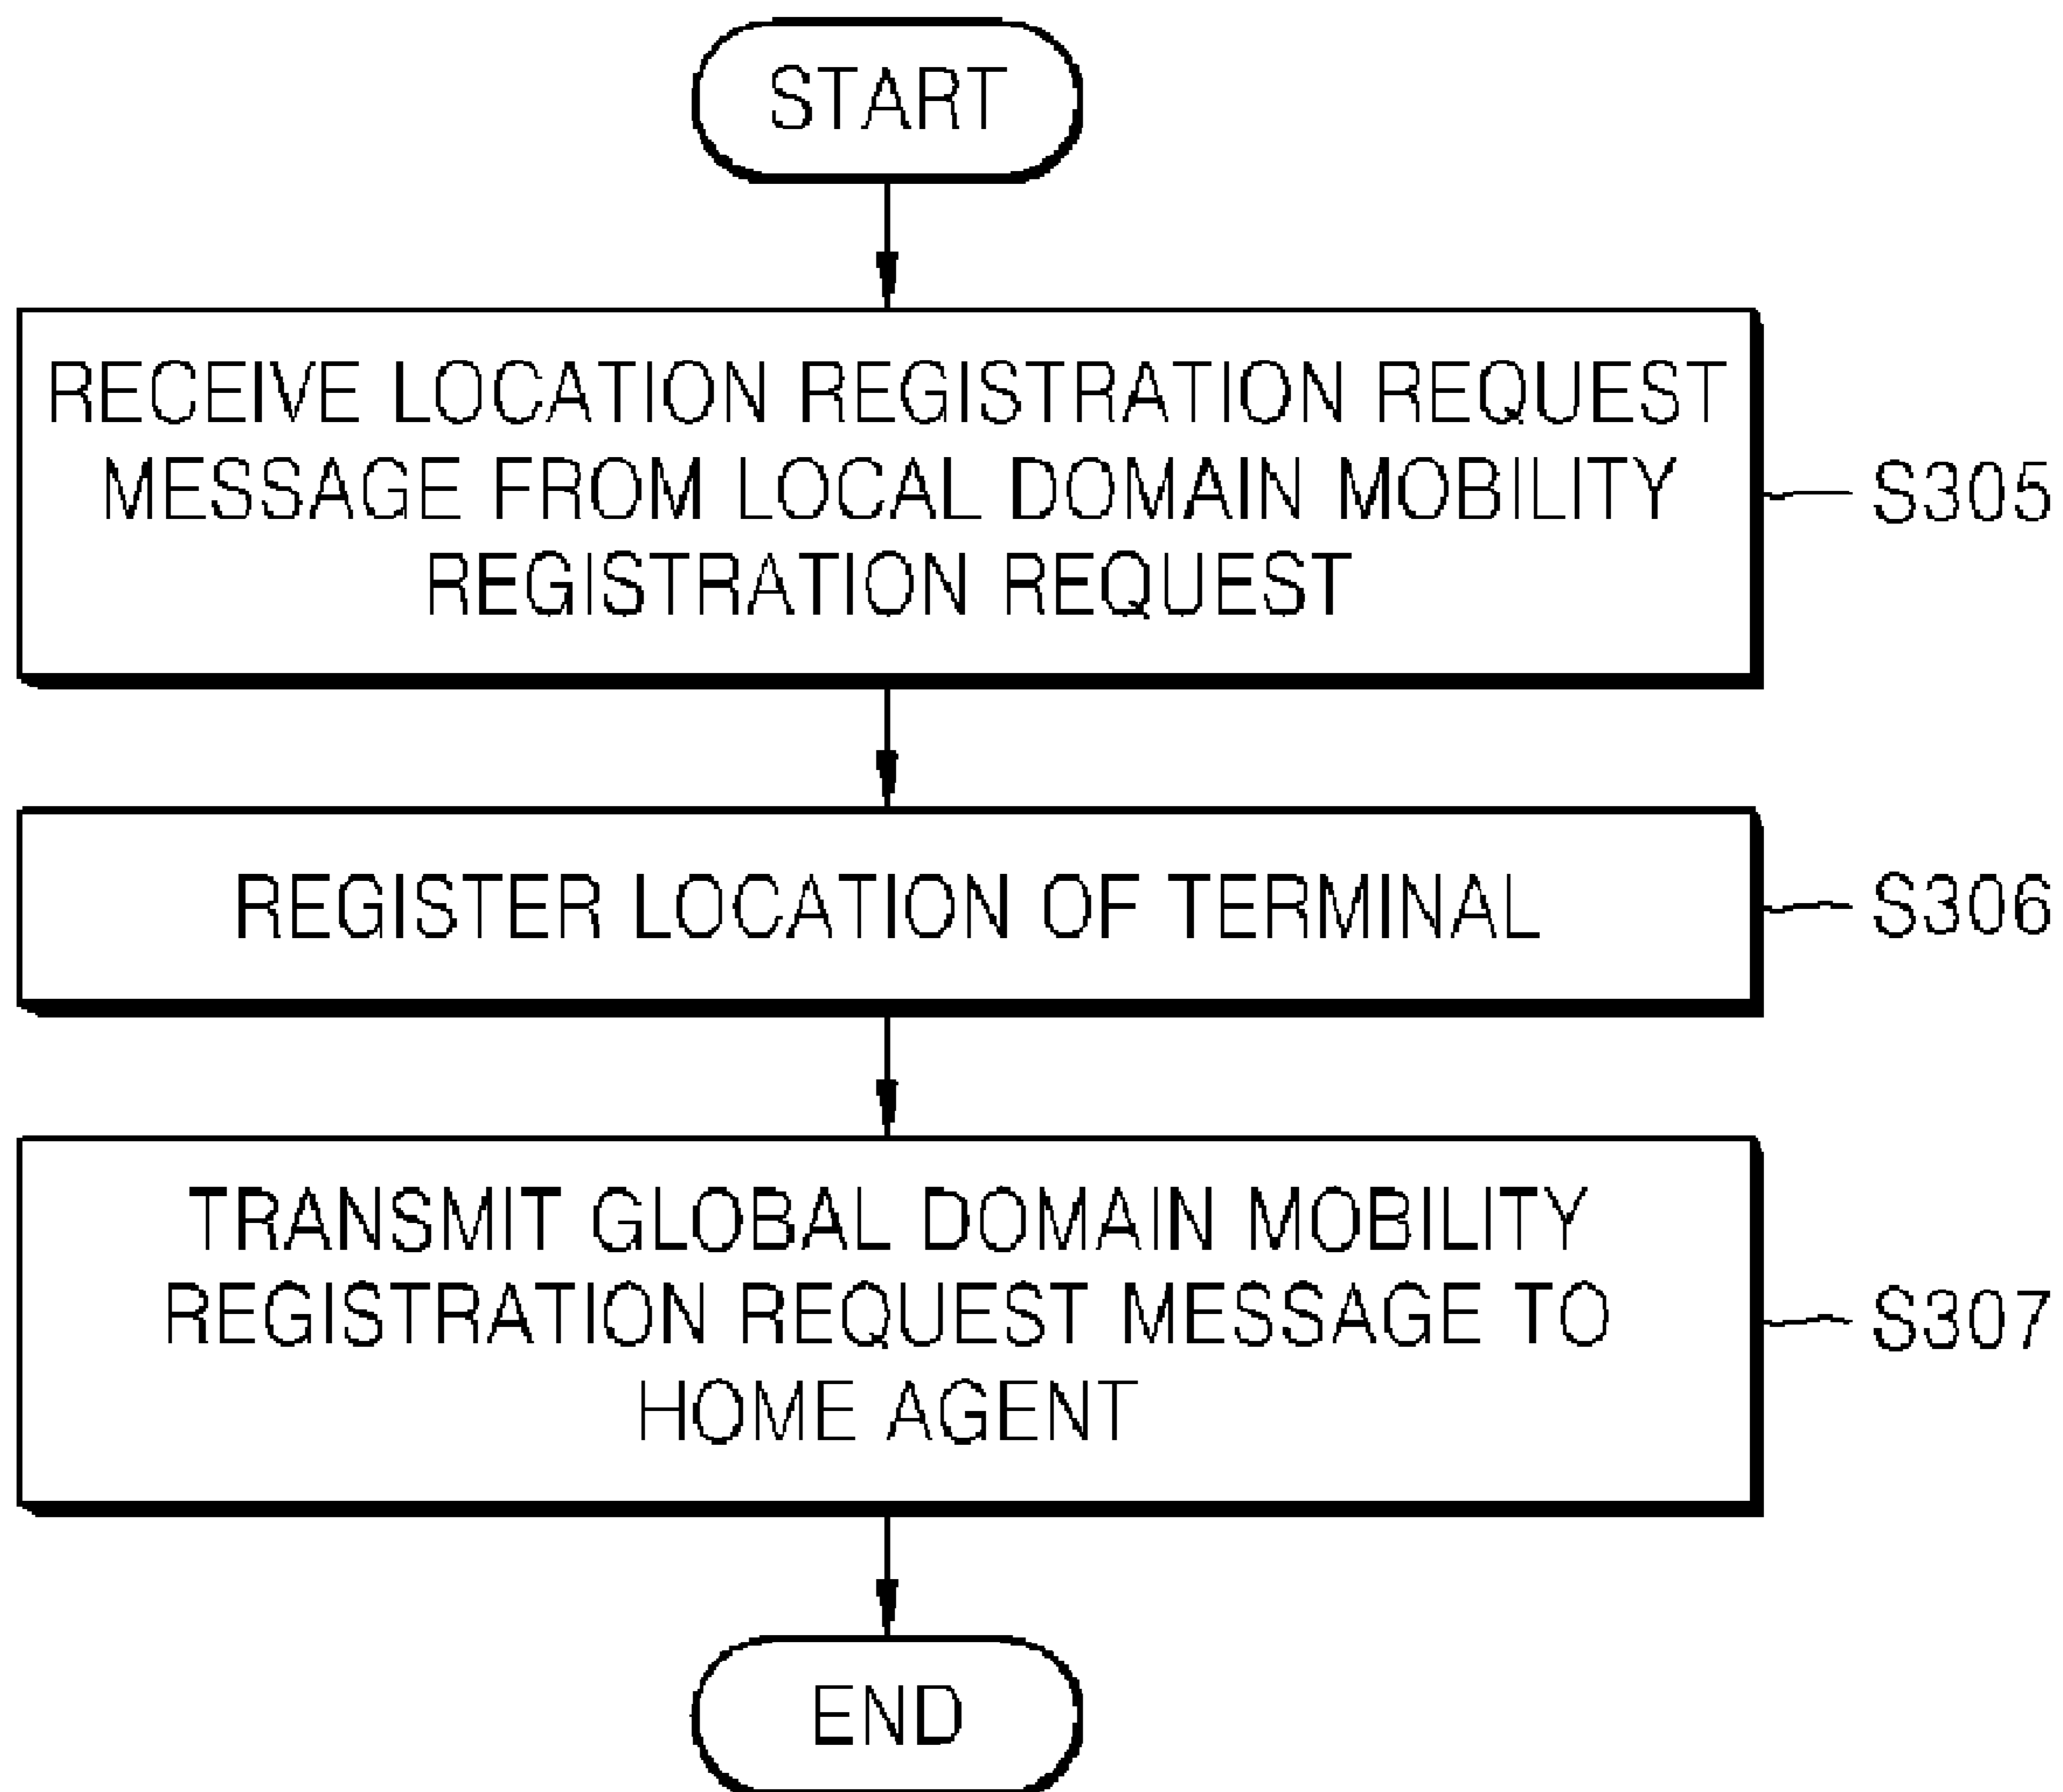 START
RECEIVE LOCATION REGISTRATION REQUEST
MESSAGE FROM LOCAL DOMAIN MOBILITY
REGISTRATION REQUEST
S305
REGISTER LOCATION OF TERMINAL
S306
TRANSMIT GLOBAL DOMAIN MOBILITY
REGISTRATION REQUEST MESSAGE TO
HOME AGENT
S307
END